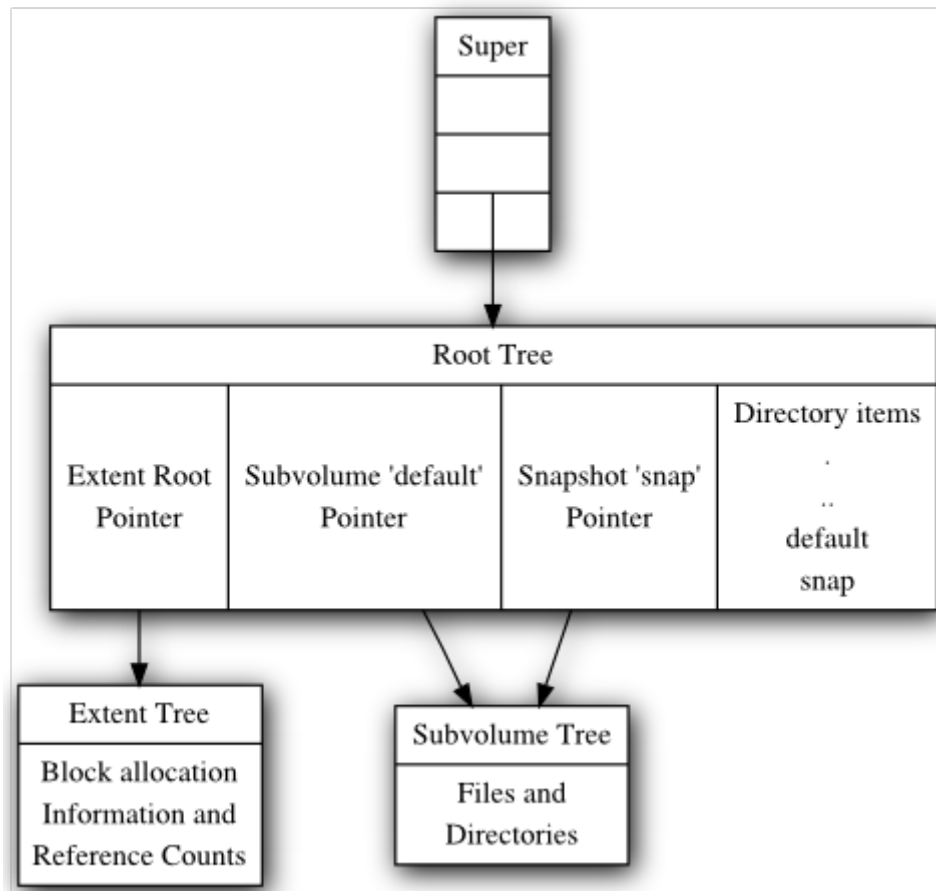 Super
Root Tree
Extent Root
Pointer
Subvolume 'default'
Pointer
Snapshot 'snap'
Pointer
Directory items
.
..
default
snap
Extent Tree
Block allocation
Information and
Reference Counts
Subvolume Tree
Files and
Directories